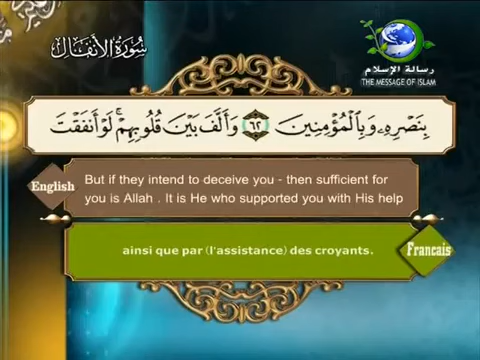 سُورَةُ الأَنفَالِ
رسالة الإسلام
THE MESSAGE OF ISLAM
بِنَصْرِهِۦ وَبِالْمُؤْمِنِينَ ٦٢ وَأَلَّفَ بَيْنَ قُلُوبِهِمْ ۚ لَوْ أَنفَقْتَ
English
But if they intend to deceive you - then sufficient for
you is Allah . It is He who supported you with His help
ainsi que par (l'assistance) des croyants.
Francais